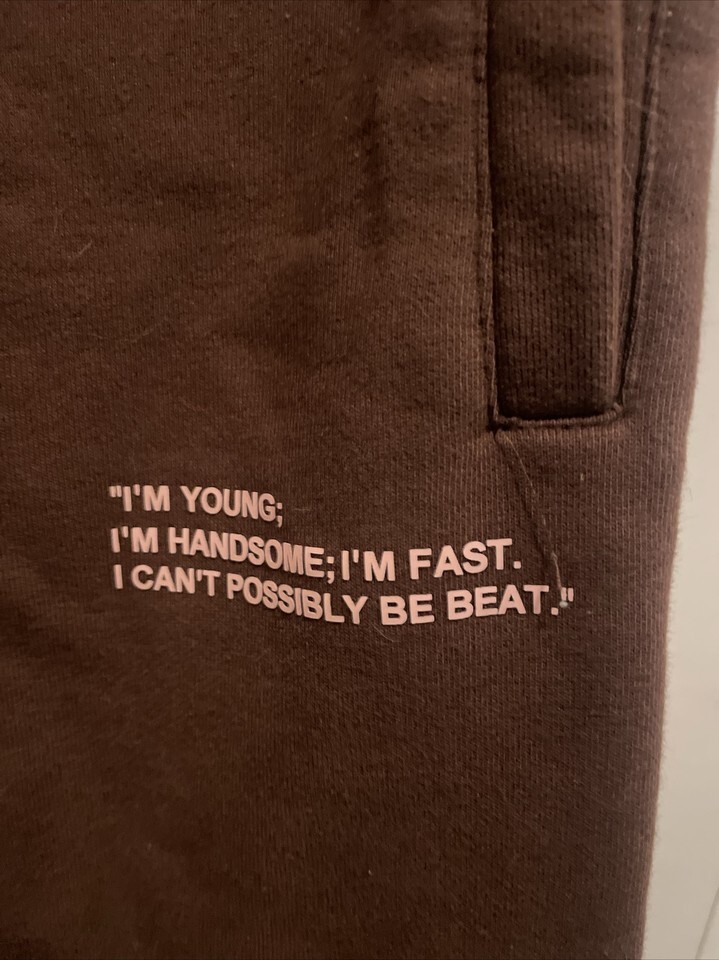 "I'M YOUNG;
I'M HANDSOME; I'M FAST.
I CAN'T POSSIBLY BE BEAT."